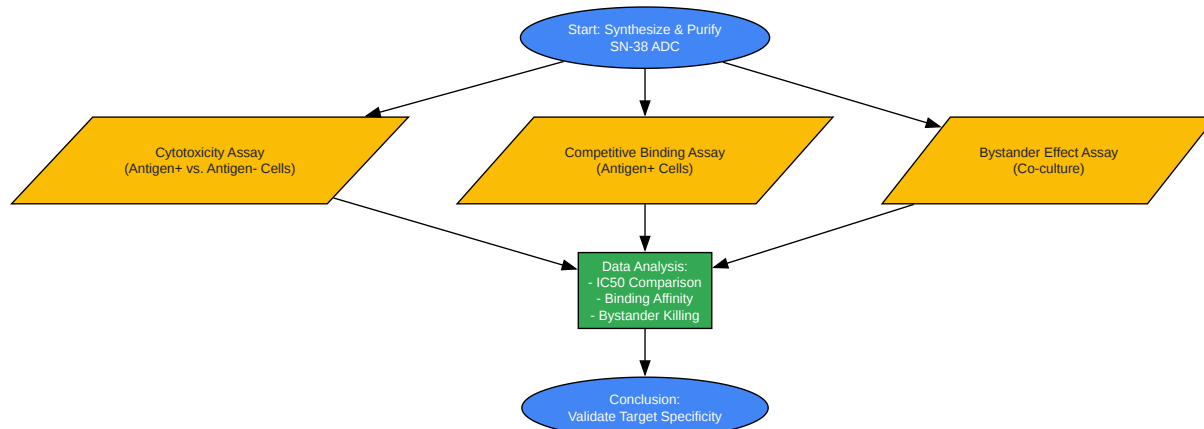 Start: Synthesize & Purify
SN-38 ADC
Cytotoxicity Assay
(Antigen+ vs. Antigen- Cells)
Competitive Binding Assay
(Antigen+ Cells)
Bystander Effect Assay
(Co-culture)
Data Analysis:
- IC50 Comparison
- Binding Affinity
- Bystander Killing
Conclusion:
Validate Target Specificity